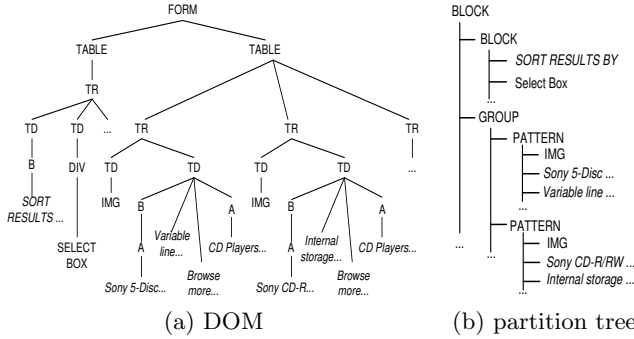 FORM
TABLE TABLE
TR
TD TD ... TR TR TR
B DIV TD TD TD TD ...
SORT RESULTS ... IMG B A IMG B A
SELECT BOX A Variable line... CD Players... A Internal storage... CD Players...
Sony 5-Disc... Browse more... Sony CD-R... Browse more...
(a) DOM
BLOCK
BLOCK
SORT RESULTS BY
Select Box
...
GROUP
PATTERN
IMG
Sony 5-Disc ...
Variable line ...
...
PATTERN
IMG
Sony CD-R/RW ...
Internal storage ...
...
...
...
(b) partition tree